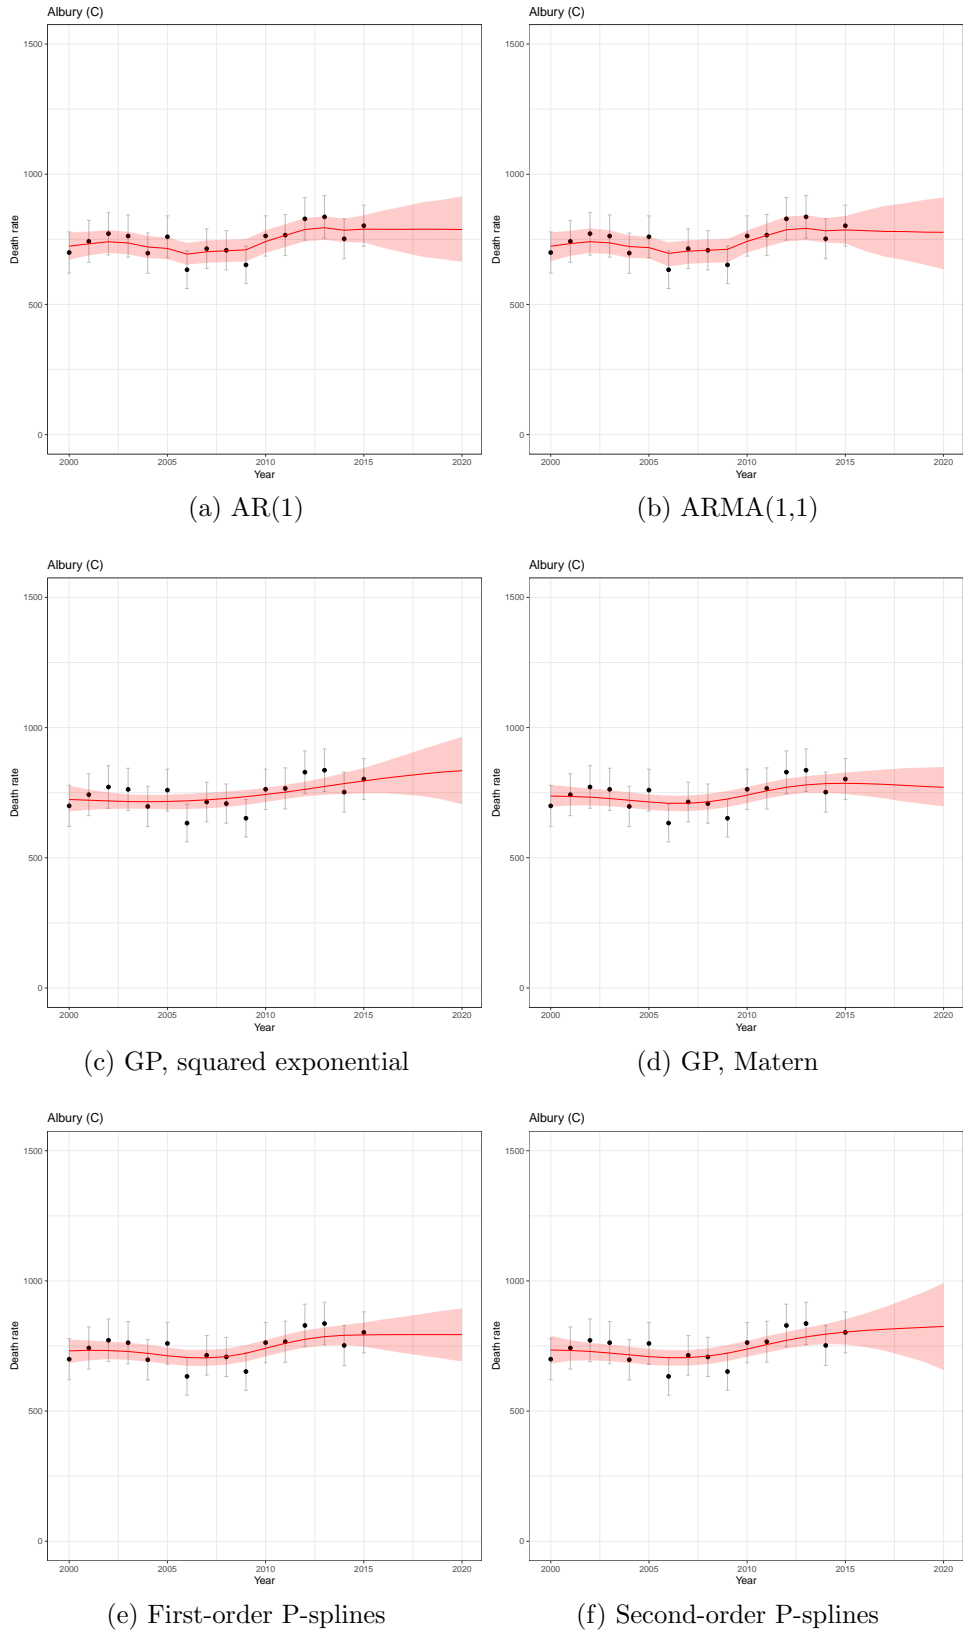 Albury (C)
Albury (C)
1500
1000
500
0
Death rate
2000 2005 2010 2015 2020
Year
1500
1000
500
0
Death rate
2000 2005 2010 2015 2020
Year
(a) AR(1)
(b) ARMA(1,1)
Albury (C)
Albury (C)
1500
1000
500
0
Death rate
2000 2005 2010 2015 2020
Year
1500
1000
500
0
Death rate
2000 2005 2010 2015 2020
Year
(c) GP, squared exponential
(d) GP, Matern
Albury (C)
Albury (C)
1500
1000
500
0
Death rate
2000 2005 2010 2015 2020
Year
1500
1000
500
0
Death rate
2000 2005 2010 2015 2020
Year
(e) First-order P-splines
(f) Second-order P-splines